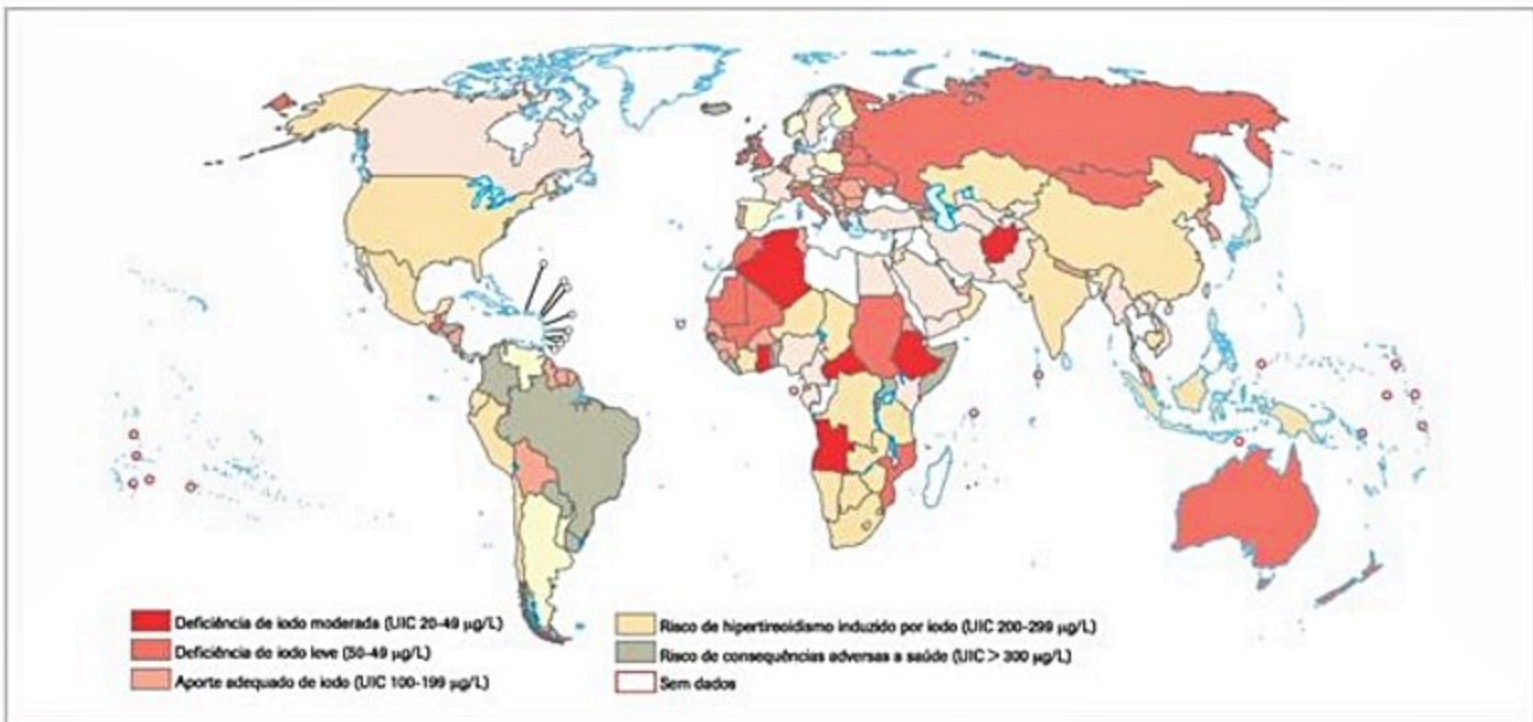 Deficiência de iodo moderada (UIC 20-49 µg/L)
Deficiência de iodo leve (50-49 µg/L)
Aporte adequado de iodo (UIC 100-199 µg/L)
Risco de hipertireoidismo induzido por iodo (UIC 200-299 µg/L)
Risco de consequências adversas a saúde (UIC > 300 µg/L)
Sem dados